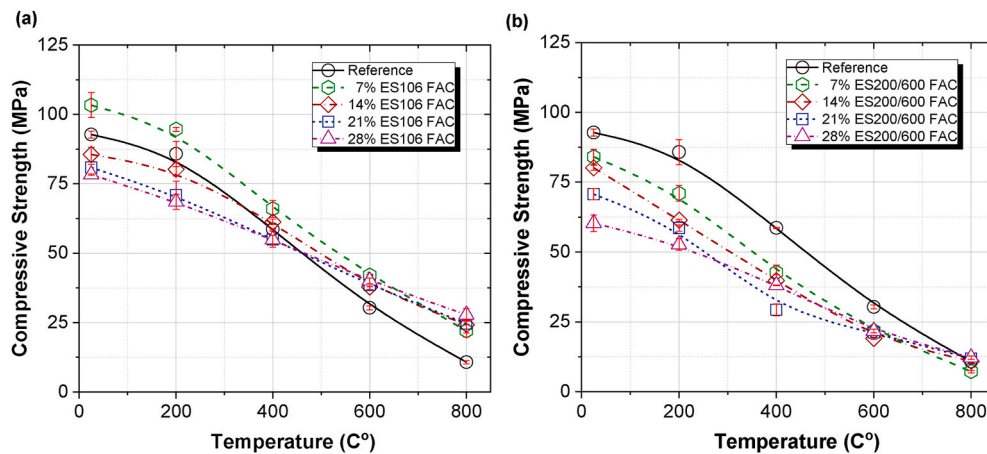 (a)
Compressive Strength (MPa)
125
100
75
50
25
0
Reference
7% ES106 FAC
14% ES106 FAC
21% ES106 FAC
28% ES106 FAC
0 200 400 600 800
Temperature (Cº)
(b)
Compressive Strength (MPa)
125
100
75
50
25
0
Reference
7% ES200/600 FAC
14% ES200/600 FAC
21% ES200/600 FAC
28% ES200/600 FAC
0 200 400 600 800
Temperature (Cº)